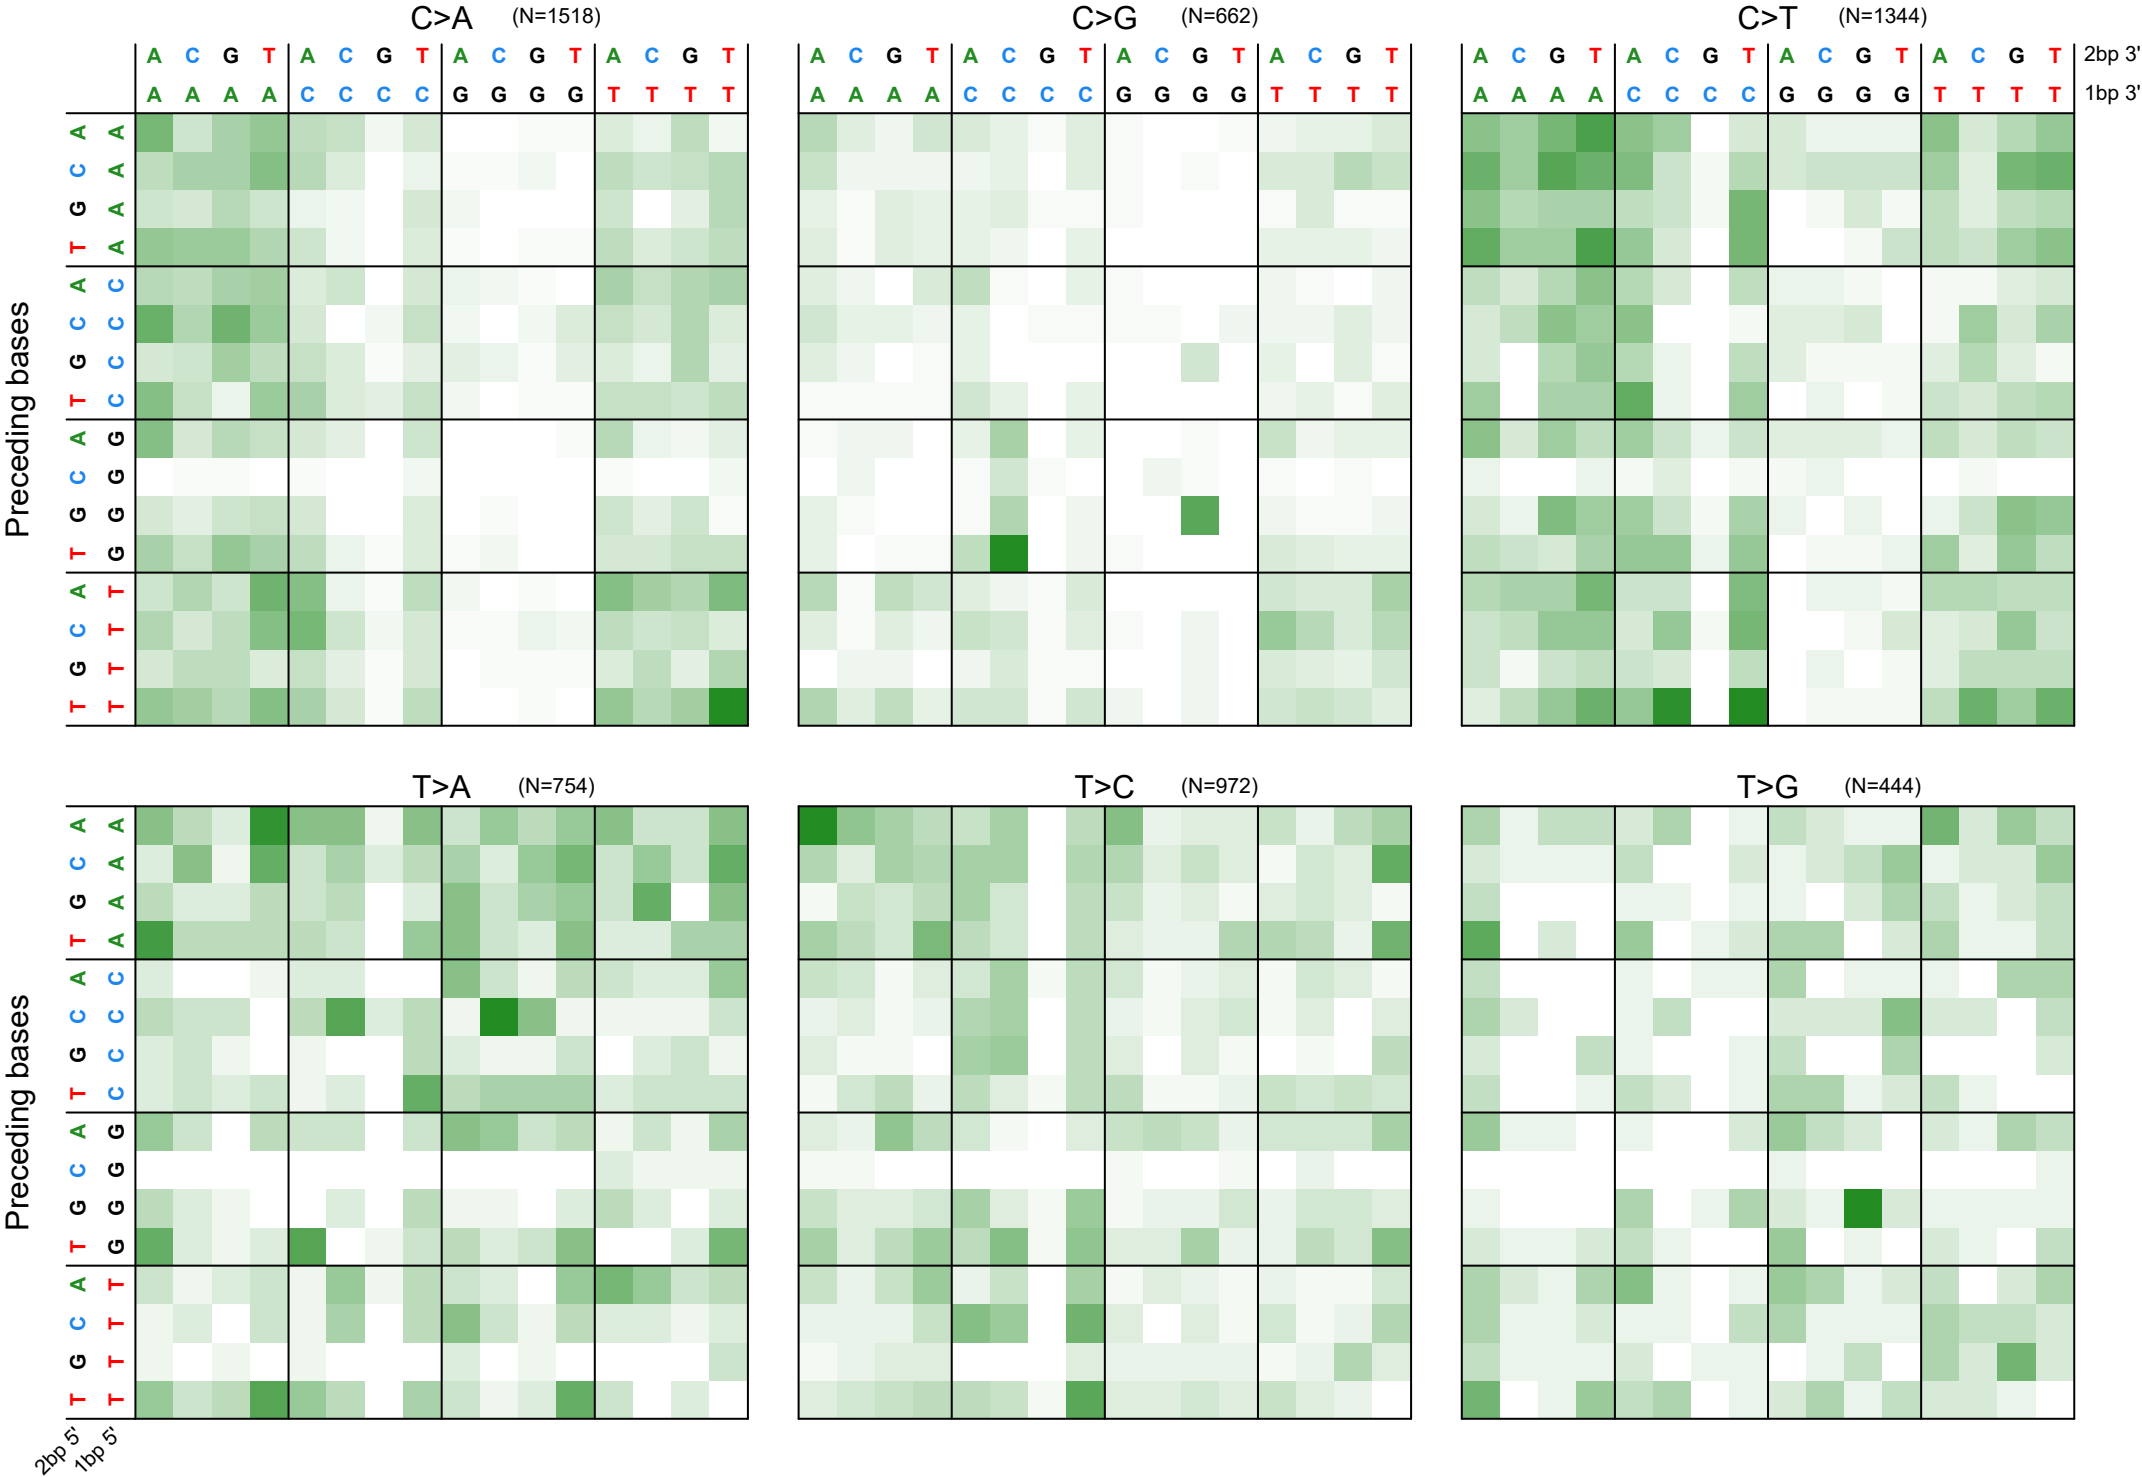 C>A (N=1518) C>G (N=662) C>T (N=1344)
A C G T A C G T A C G T A C G T A C G T A C G T A C G T A C G T A C G T A C G T A C G T A C G T 2bp 3'
A A A A C C C C G G G G T T T T A A A A C C C C G G G G T T T T A A A A C C C C G G G G T T T T 1bp 3'
Preceding bases
A A
C A
G A
T A
A C
C C
G C
T C
A G
C G
G G
T G
A T
C T
G T
T T
T>A (N=754) T>C (N=972) T>G (N=444)
Preceding bases
A A
C A
G A
T A
A C
C C
G C
T C
A G
C G
G G
T G
A T
C T
G T
T T
2bp 5' 1bp 5'